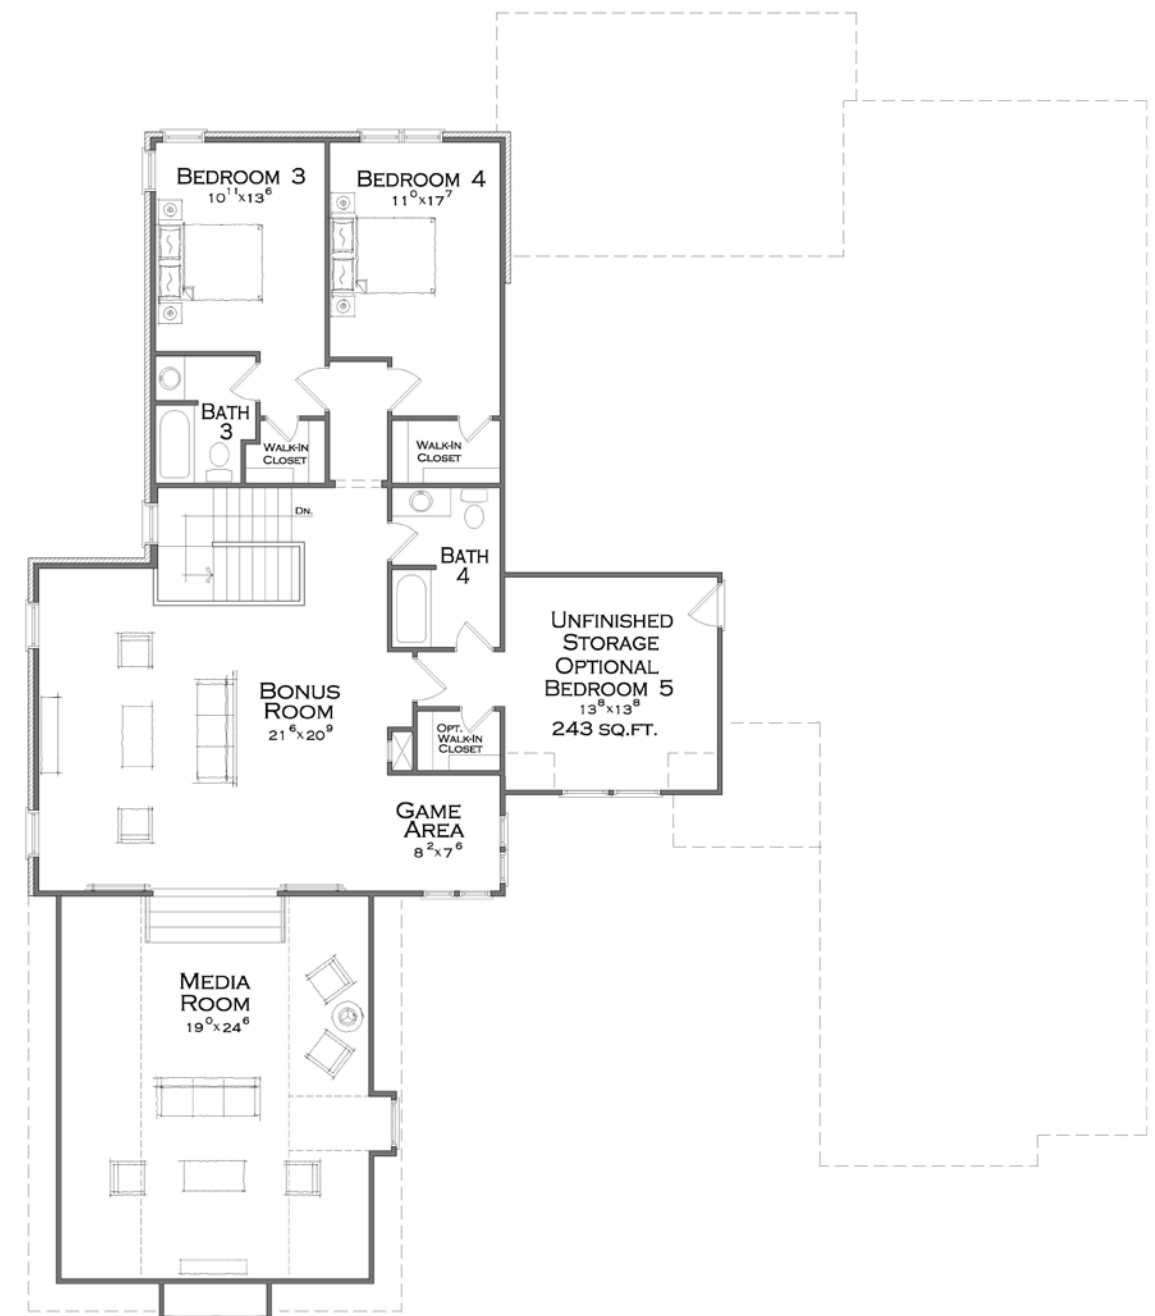 BEDROOM 3
10¹¹x13⁶
BEDROOM 4
11⁰x17⁷
BATH
3
WALK-IN
CLOSET
WALK-IN
CLOSET
DN.
BATH
4
UNFINISHED
STORAGE
OPTIONAL
BEDROOM 5
13⁸x13⁸
243 SQ.FT.
BONUS
ROOM
21⁶x20⁹
OPT.
WALK-IN
CLOSET
GAME
AREA
8²x7⁶
MEDIA
ROOM
19⁰x24⁶